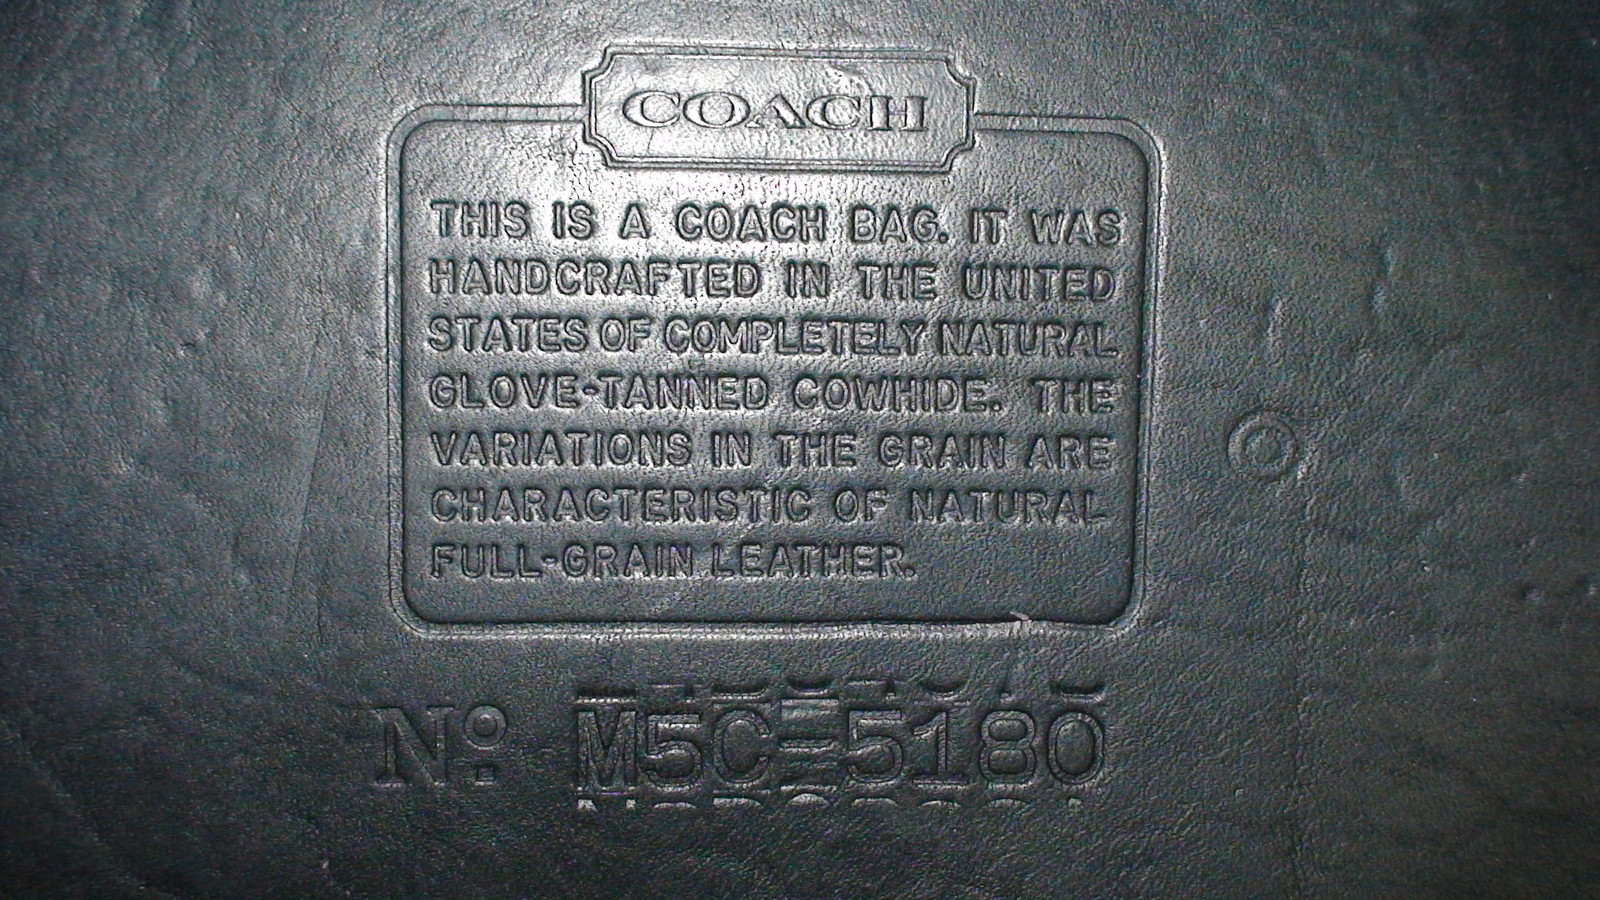 COACH
THIS IS A COACH BAG. IT WAS
HANDCRAFTED IN THE UNITED
STATES OF COMPLETELY NATURAL
GLOVE-TANNED COWHIDE. THE
VARIATIONS IN THE GRAIN ARE
CHARACTERISTIC OF NATURAL
FULL-GRAIN LEATHER.
Nº M5C-5180